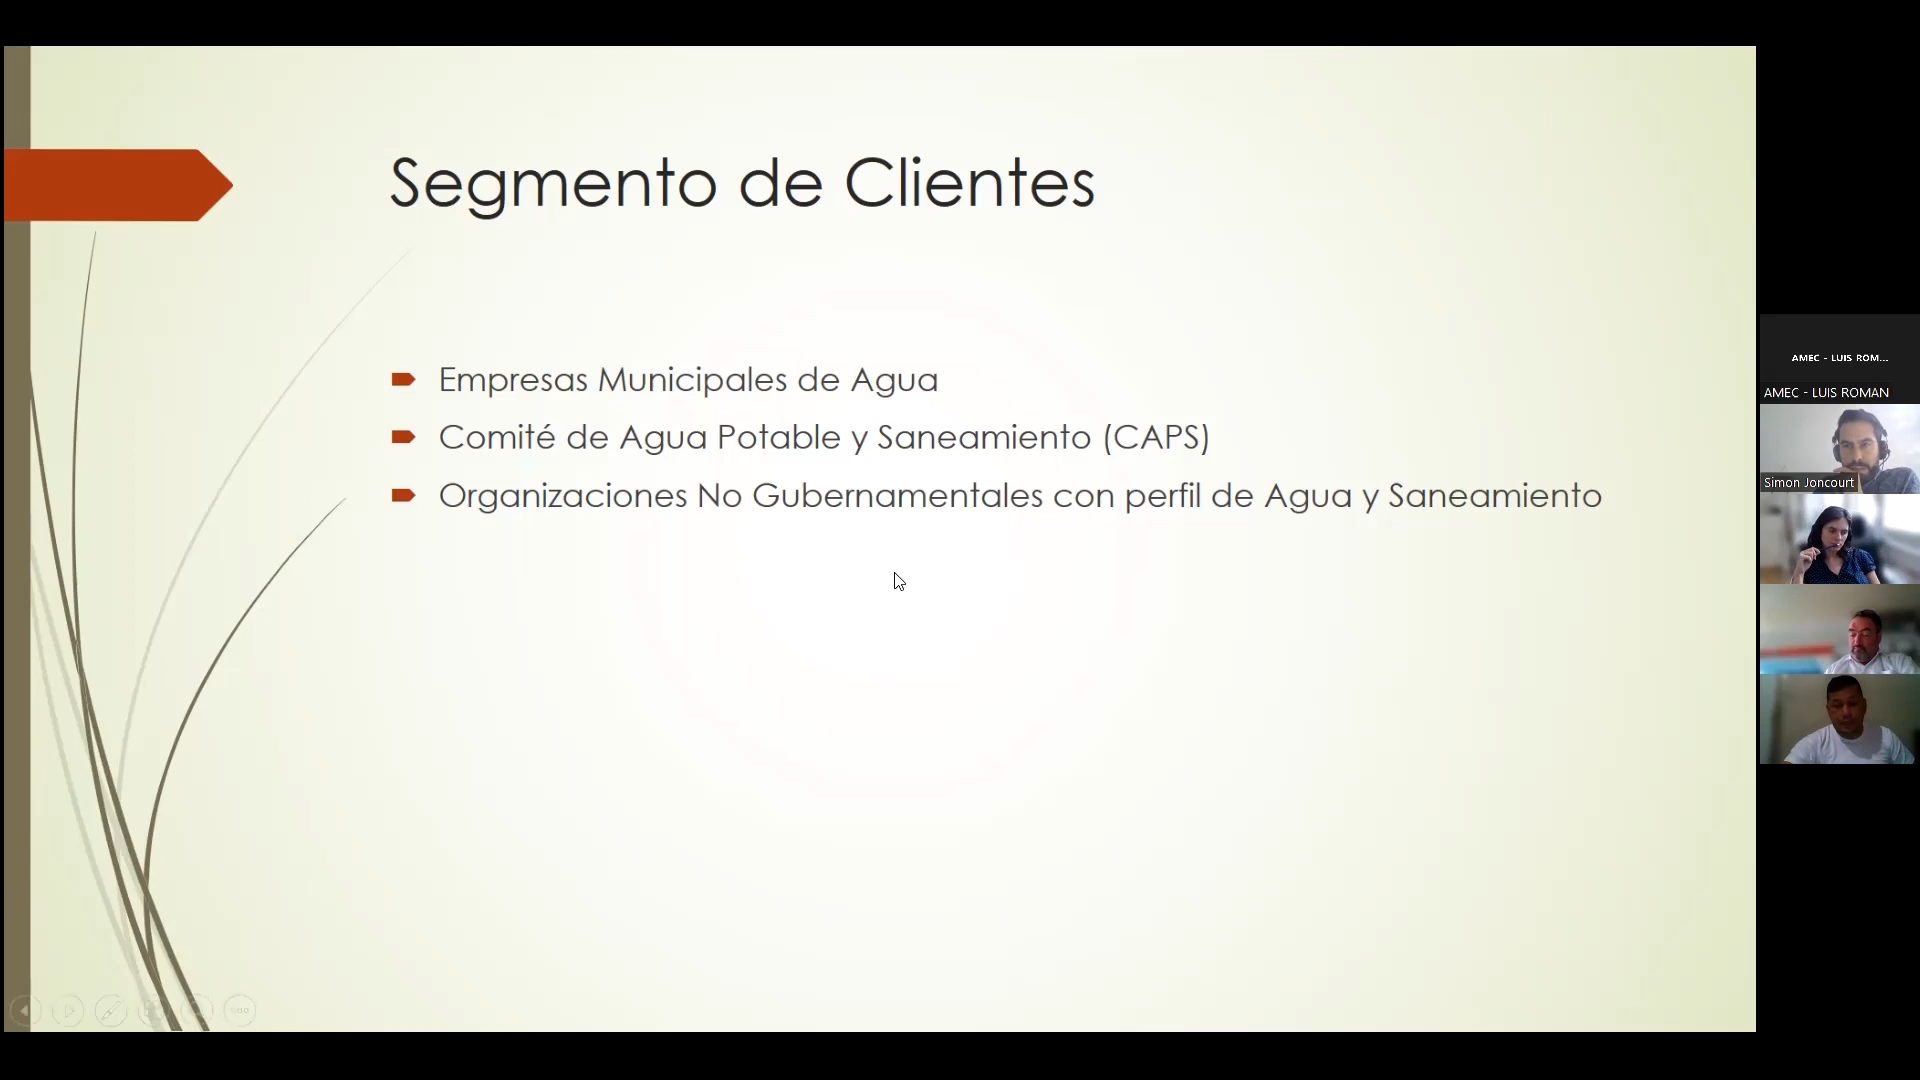 Segmento de Clientes
Empresas Municipales de Agua
Comité de Agua Potable y Saneamiento (CAPS)
Organizaciones No Gubernamentales con perfil de Agua y Saneamiento
AMEC - LUIS ROM...
AMEC - LUIS ROMAN
Simon Joncourt